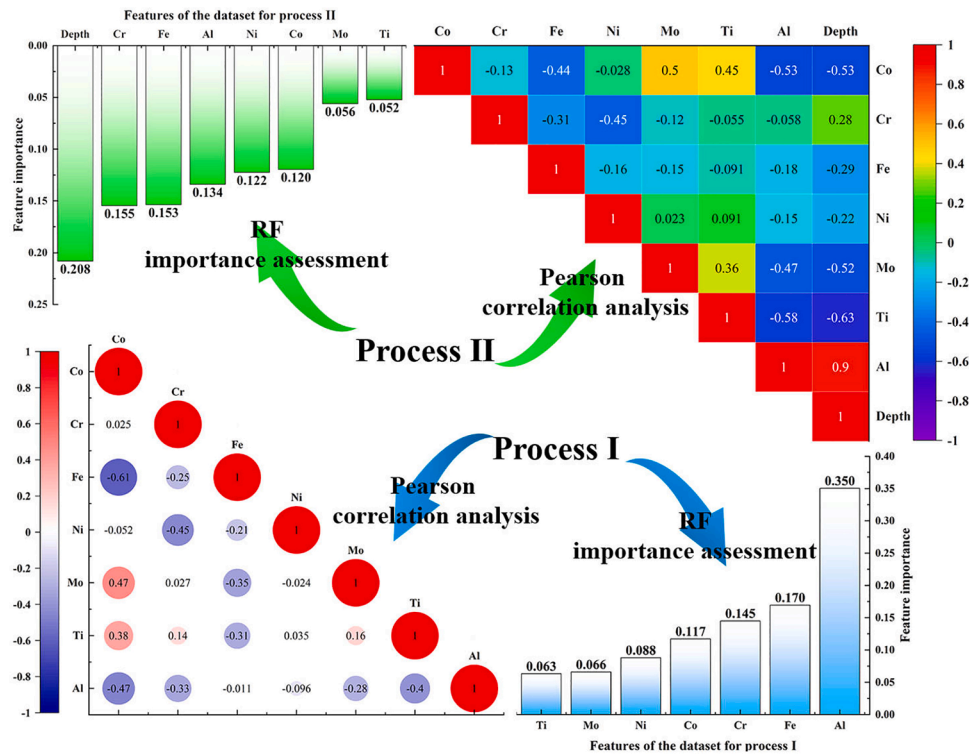 Features of the dataset for process II
Depth Cr Fe Al Ni Co Mo Ti
0.00
0.05
0.10
0.15
0.20
0.25
Feature importance
0.208
0.155
0.153
0.134
0.122
0.120
0.056
0.052
RF
importance assessment
Co Cr Fe Ni Mo Ti Al Depth
1 -0.13 -0.44 -0.028 0.5 0.45 -0.53 -0.53 Co
1 -0.31 -0.45 -0.12 -0.055 -0.058 0.28 Cr
1 -0.16 -0.15 -0.091 -0.18 -0.29 Fe
1 0.023 0.091 -0.15 -0.22 Ni
1 0.36 -0.47 -0.52 Mo
1 -0.58 -0.63 Ti
1 0.9 Al
1 Depth
1
0.8
0.6
0.4
0.2
0
-0.2
-0.4
-0.6
-0.8
-1
Pearson
correlation analysis
Process II
1
0.8
0.6
0.4
0.2
0
-0.2
-0.4
-0.6
-0.8
-1
Co
Co 1
Cr
Cr 0.025 1
Fe
Fe -0.61 -0.25 1
Ni
Ni -0.052 -0.45 -0.21 1
Mo
Mo 0.47 0.027 -0.35 -0.024 1
Ti
Ti 0.38 0.14 -0.31 0.035 0.16 1
Al
Al -0.47 -0.33 -0.011 -0.096 -0.28 -0.4 1
Process I
Pearson
correlation analysis
RF
importance assessment
0.40
0.35
0.30
0.25
0.20
0.15
0.10
0.05
0.00
Feature importance
0.063
0.066
0.088
0.117
0.145
0.170
0.350
Ti Mo Ni Co Cr Fe Al
Features of the dataset for process I